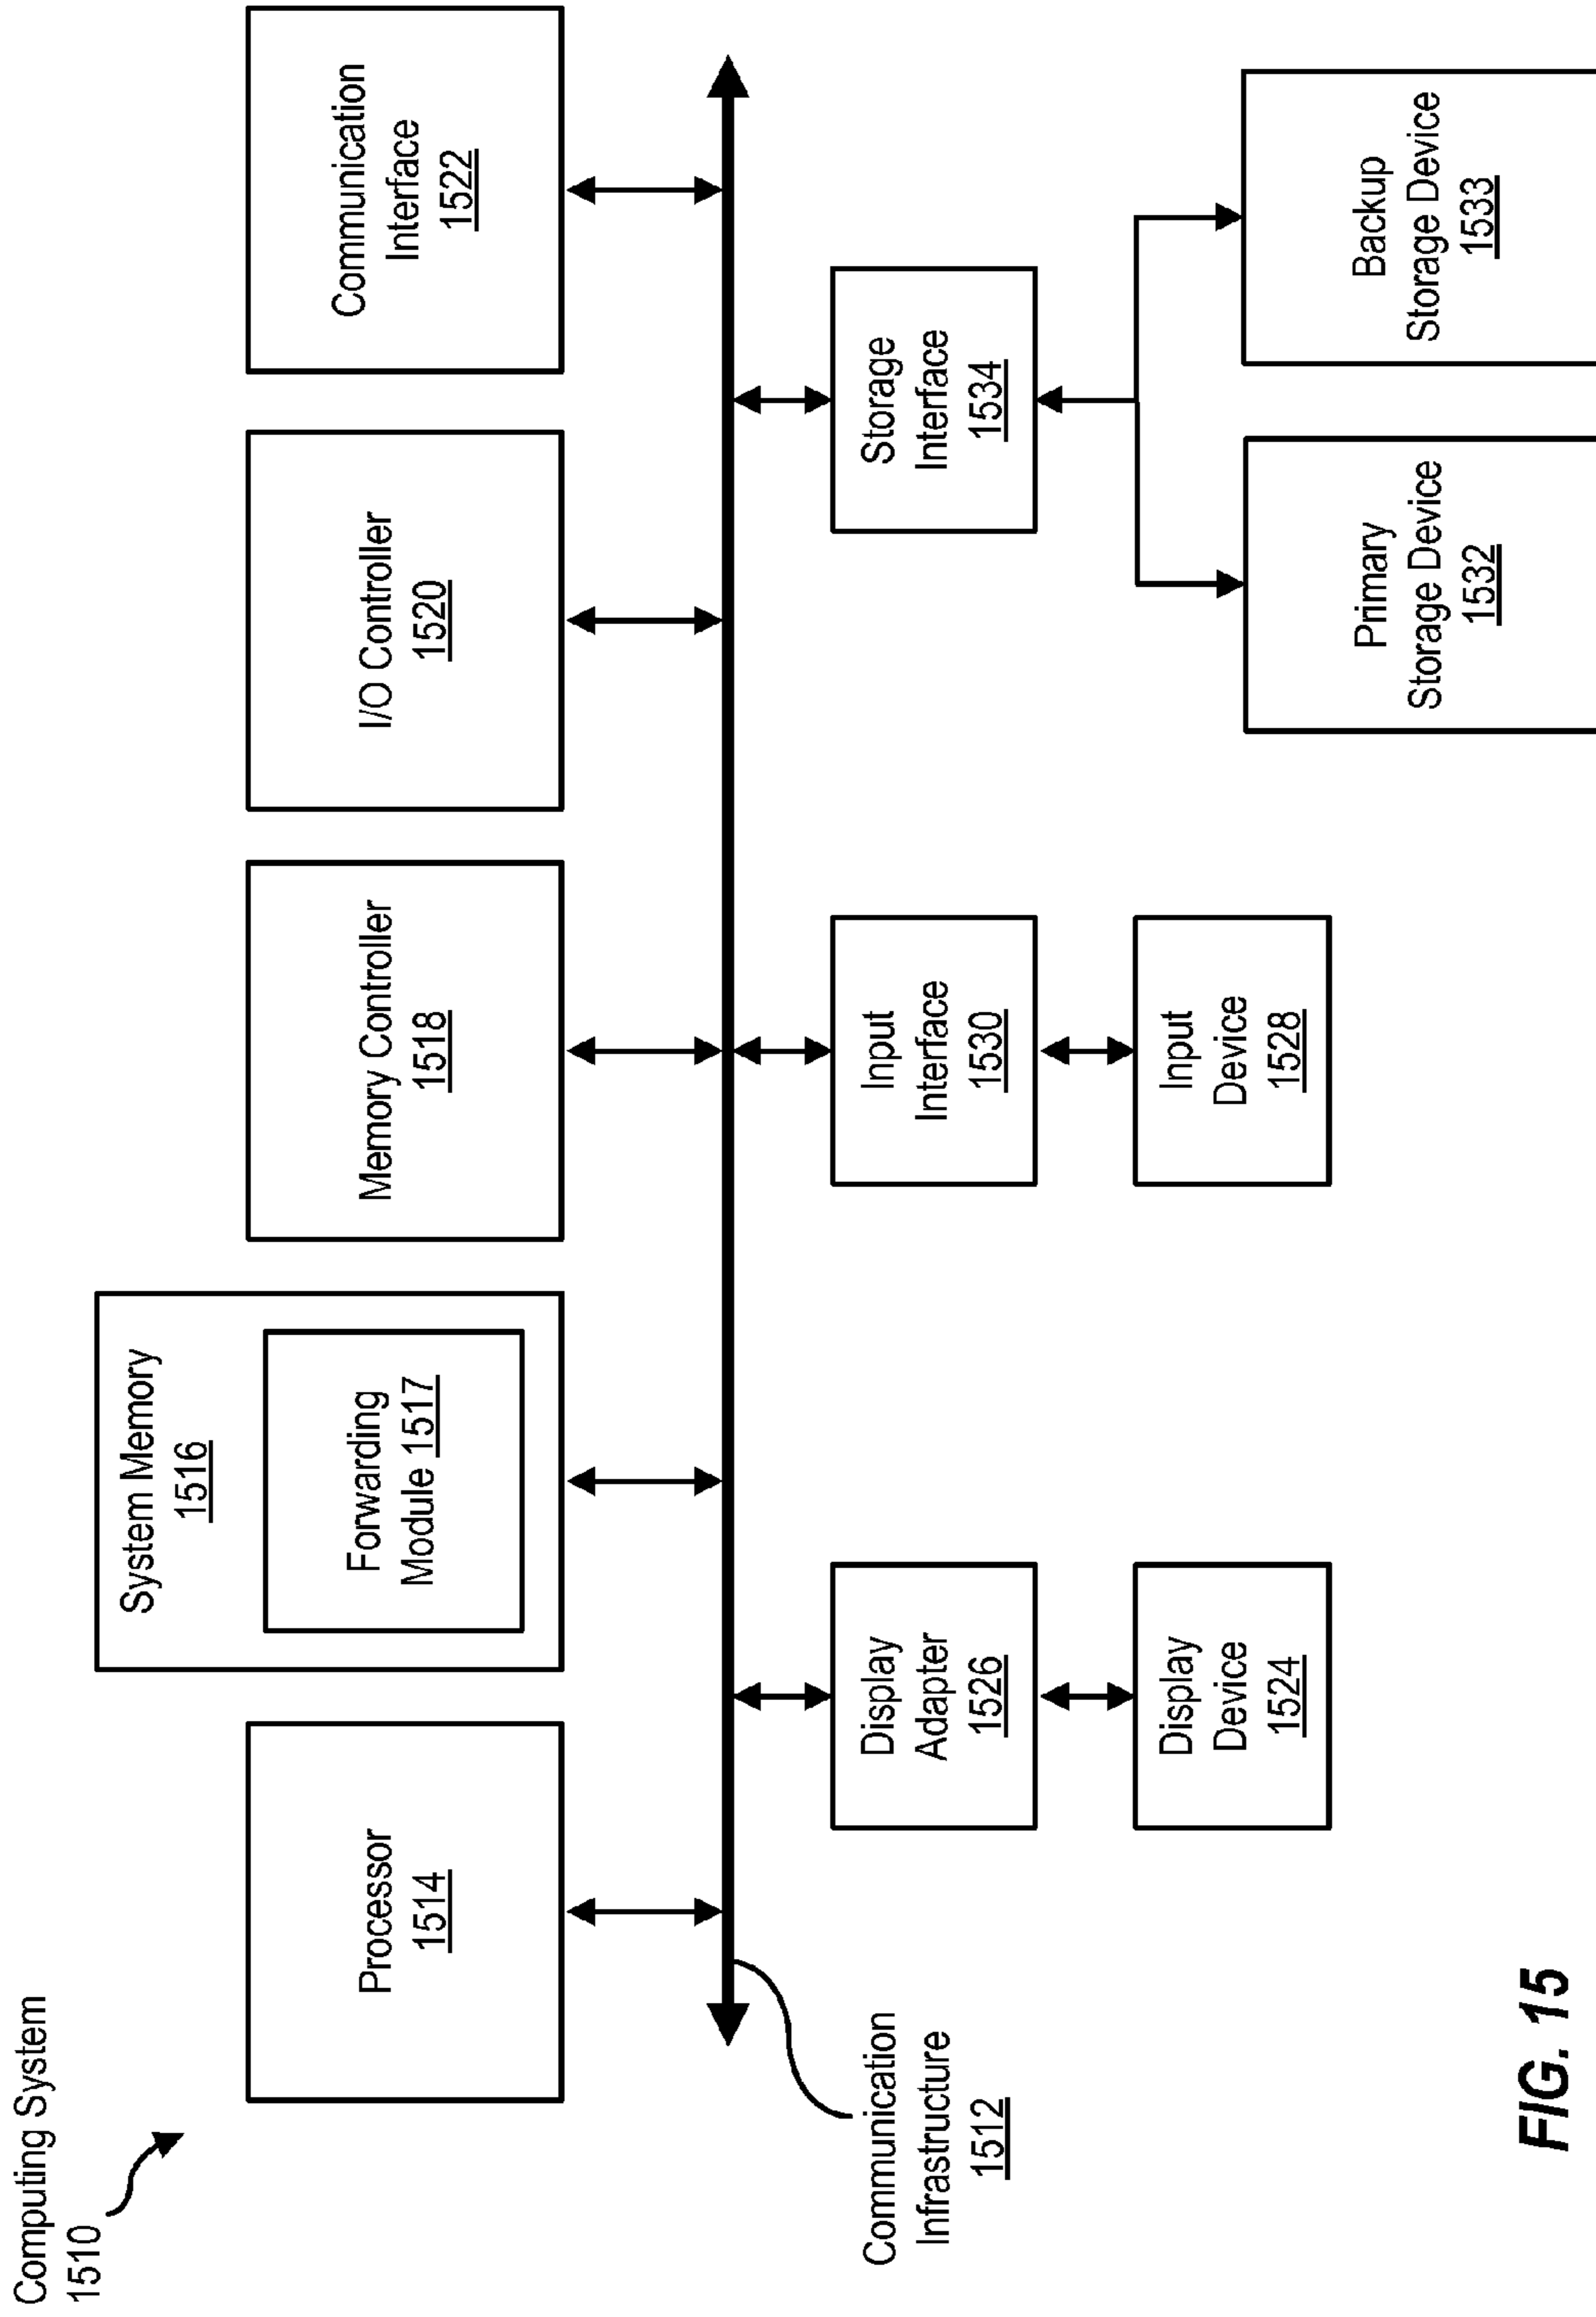 Computing System
1510
Processor
1514
System Memory
1516
Forwarding
Module 1517
Memory Controller
1518
I/O Controller
1520
Communication
Interface
1522
Communication
Infrastructure
1512
Display
Adapter
1526
Input
Interface
1530
Storage
Interface
1534
Display
Device
1524
Input
Device
1528
Primary
Storage Device
1532
Backup
Storage Device
1533
FIG. 15